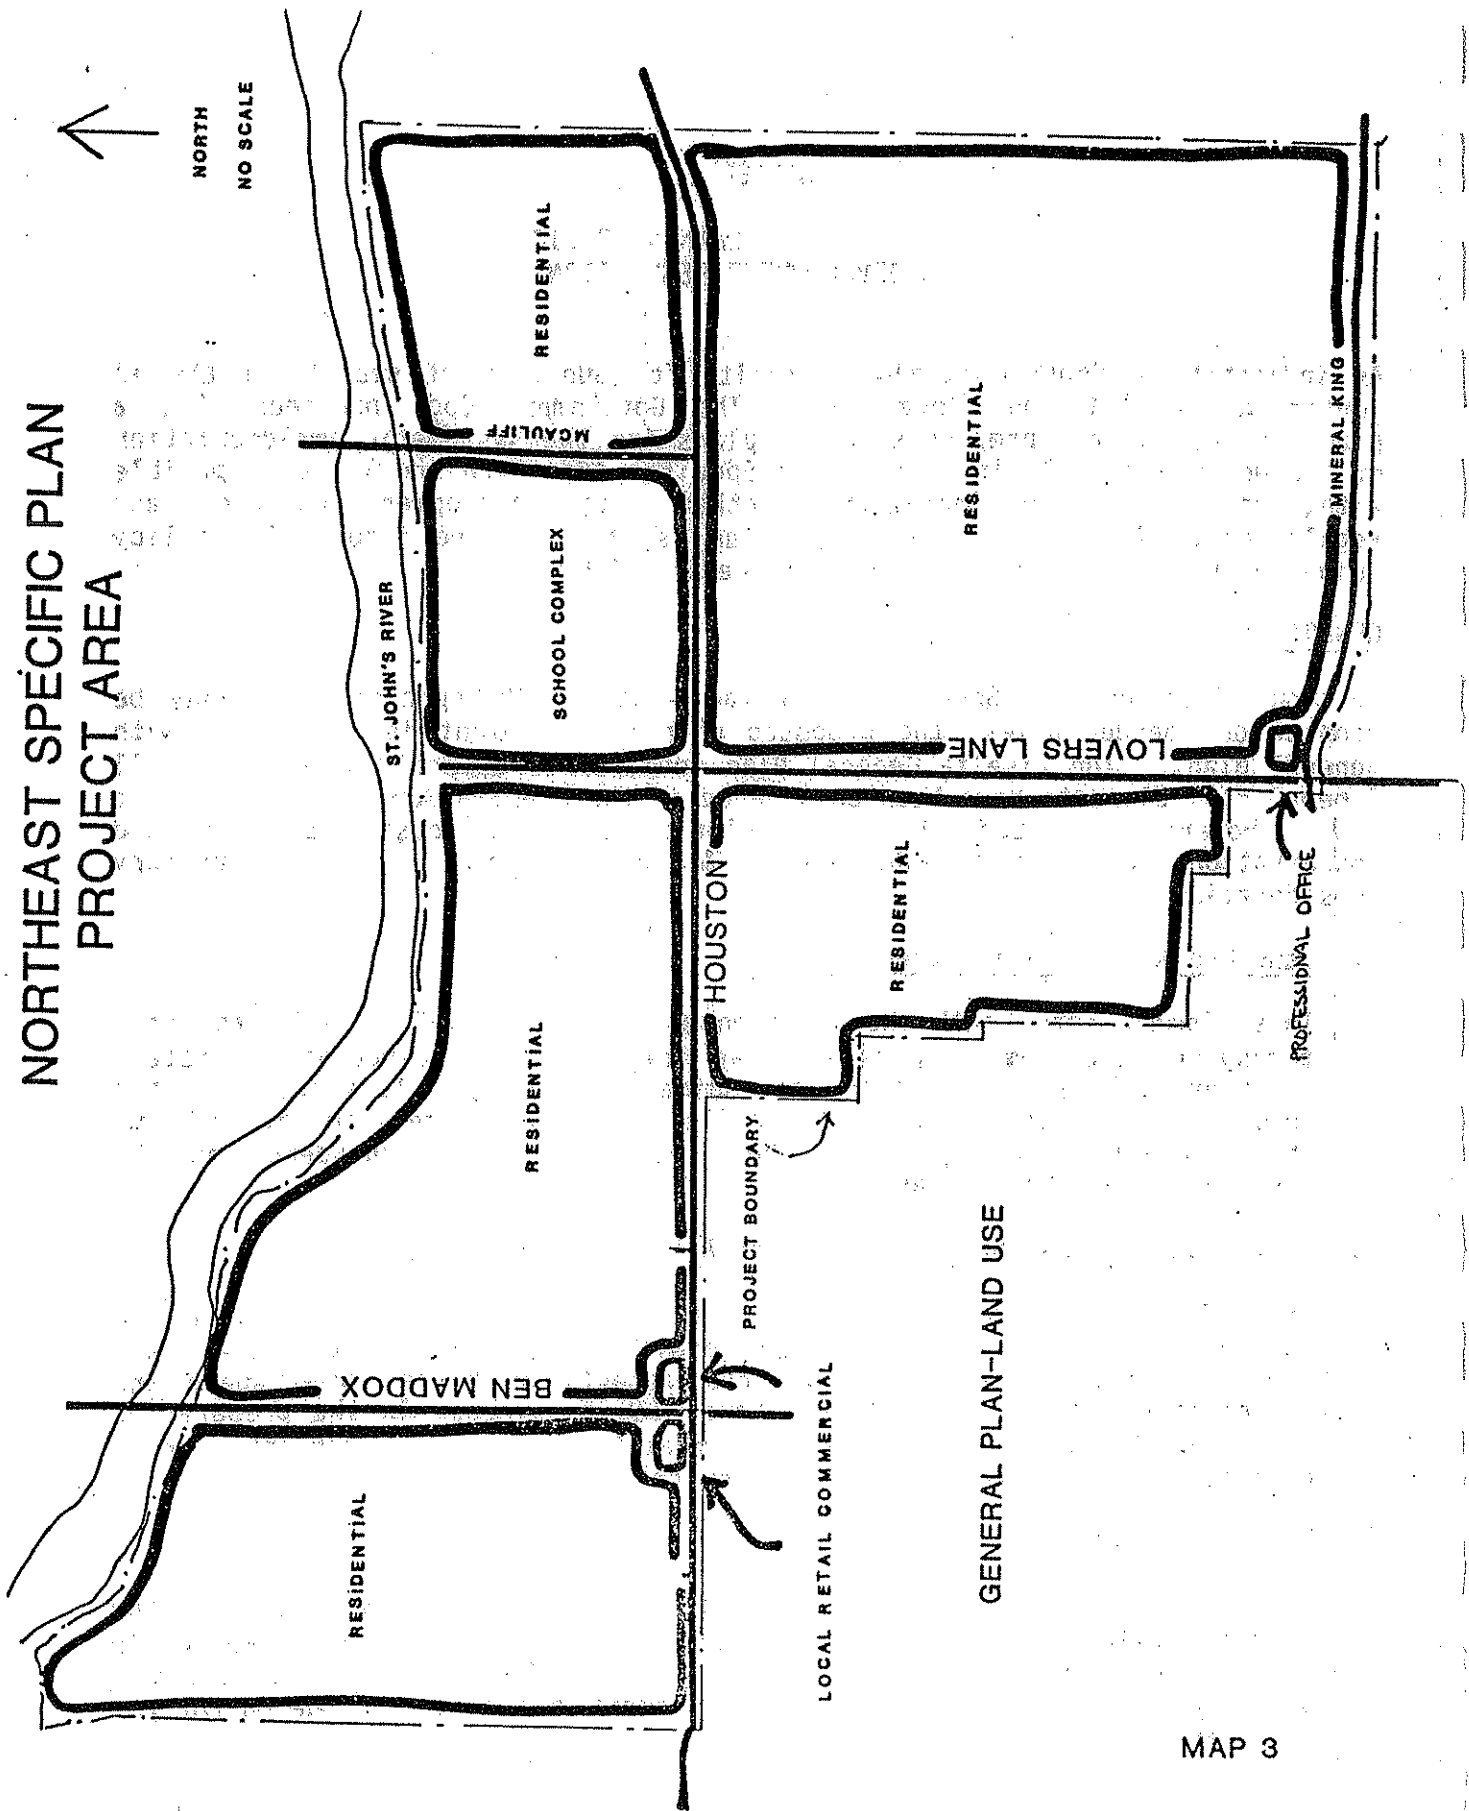 NORTHEAST SPECIFIC PLAN
PROJECT AREA
NORTH
NO SCALE
ST. JOHN'S RIVER
RESIDENTIAL
BEN MADDOX
RESIDENTIAL
SCHOOL COMPLEX
MCAULIFF
RESIDENTIAL
HOUSTON
LOCAL RETAIL COMMERCIAL
PROJECT BOUNDARY
RESIDENTIAL
LOVERS LANE
RESIDENTIAL
MINERAL KING
PROFESSIONAL OFFICE
GENERAL PLAN-LAND USE
MAP 3